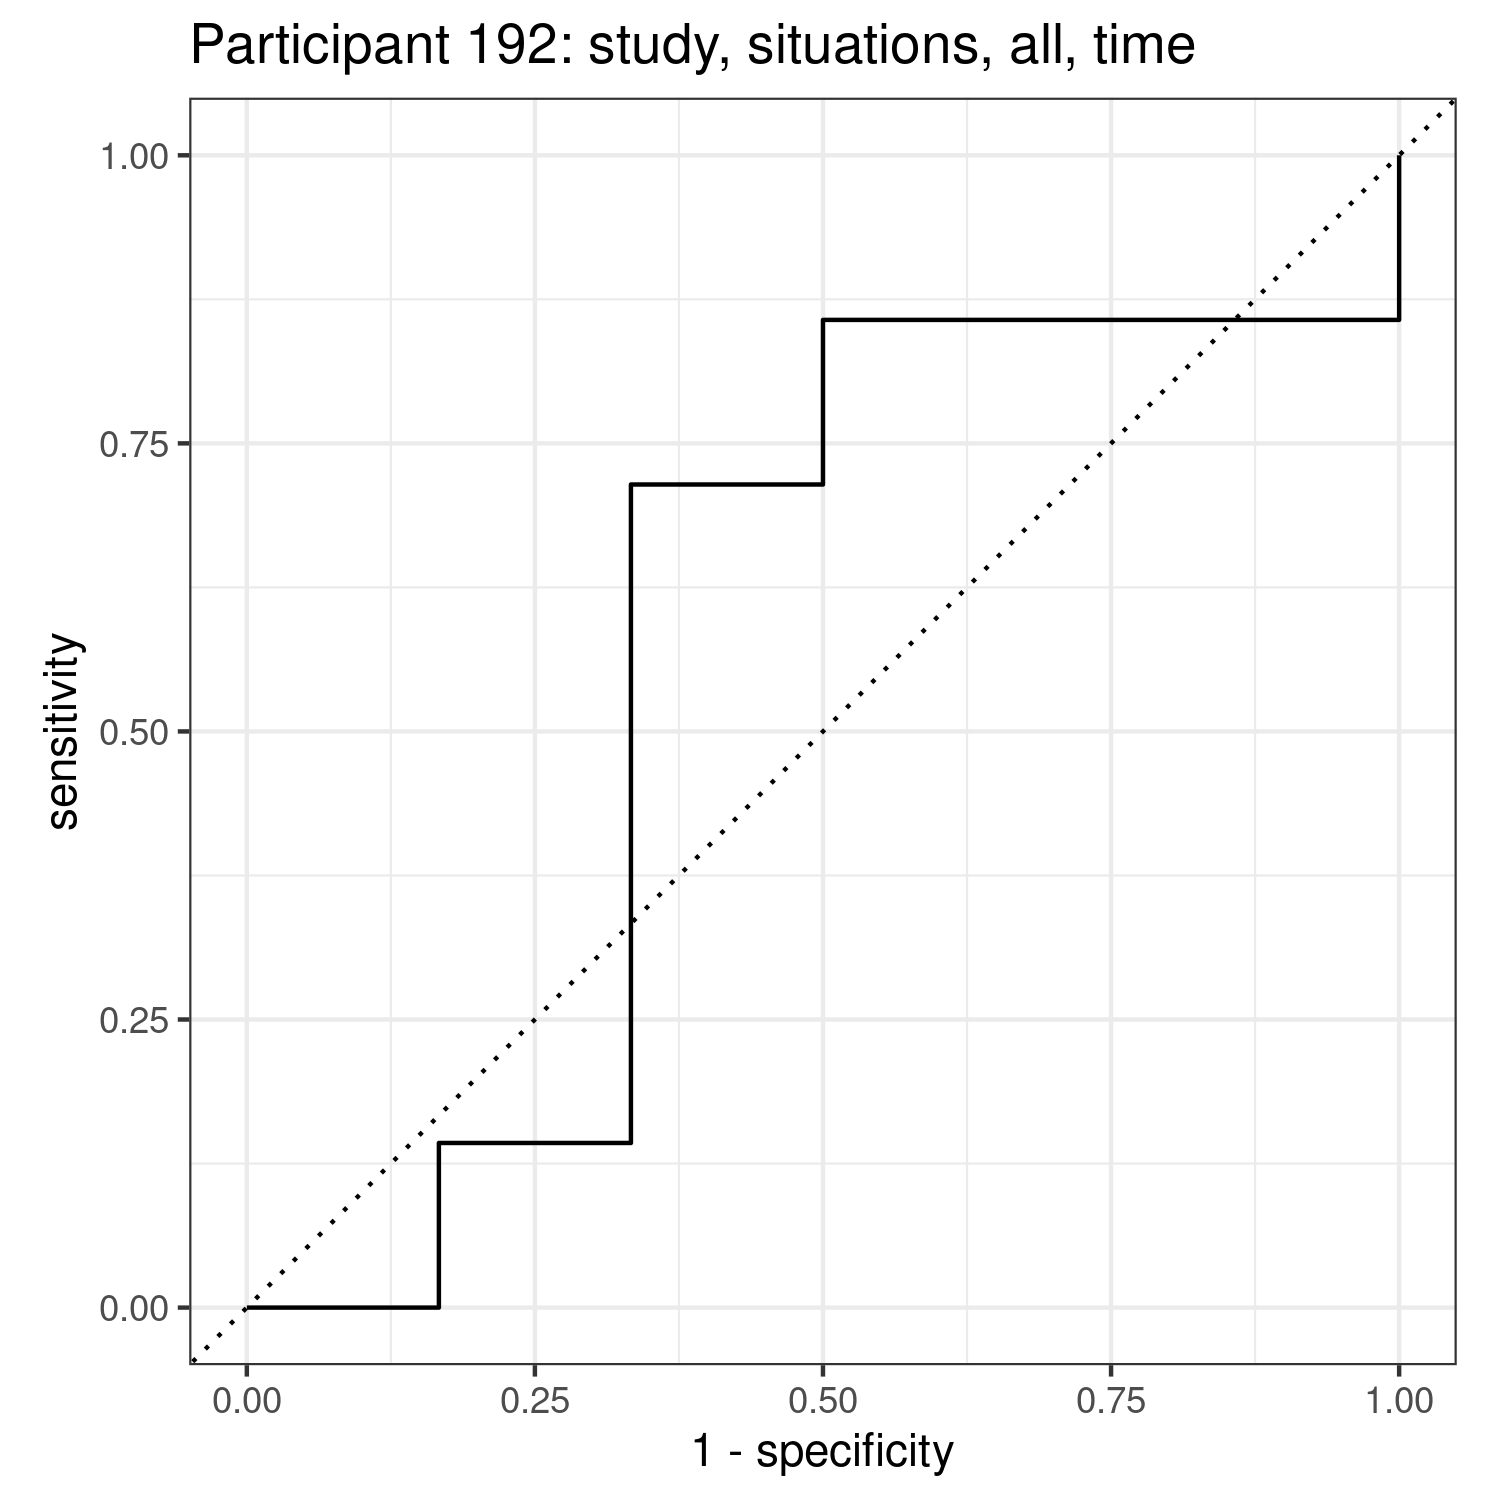 Participant 192: study, situations, all, time
1.00
0.75
0.50
0.25
0.00
sensitivity
0.00 0.25 0.50 0.75 1.00
1 - specificity